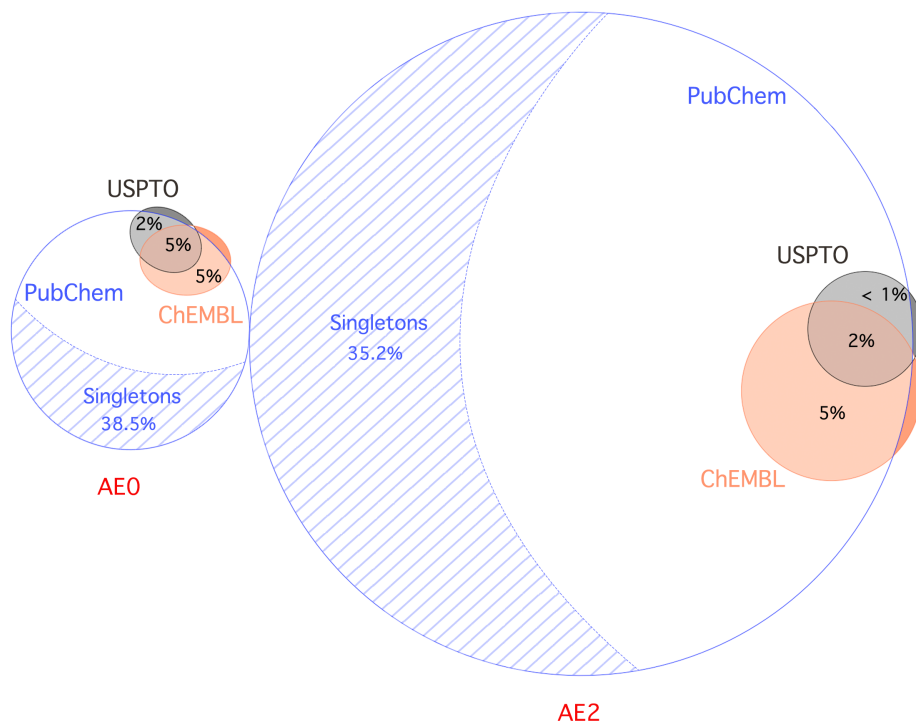 USPTO
2%
5%
5%
PubChem
ChEMBL
Singletons
38.5%
AE0
PubChem
USPTO
< 1%
2%
Singletons
35.2%
5%
ChEMBL
AE2